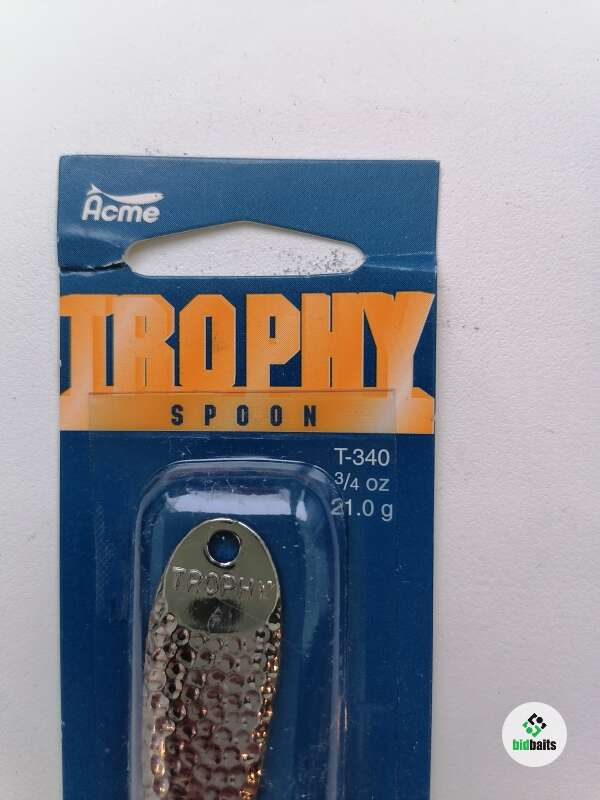 Acme
TROPHY
SPOON
T-340
3/4 oz
21.0 g
TROPHY
bidbaits